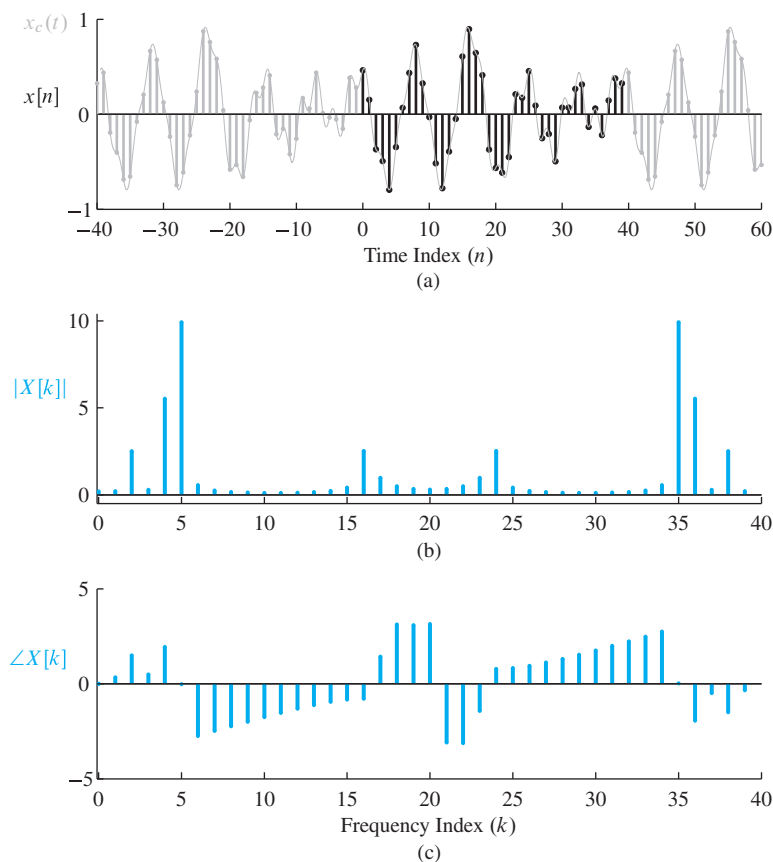 x_c(t)
x[n]
1
0
−1
−40 −30 −20 −10 0 10 20 30 40 50 60
Time Index (n)
(a)
|X[k]|
10
5
0
0 5 10 15 20 25 30 35 40
(b)
∠X[k]
5
0
−5
0 5 10 15 20 25 30 35 40
Frequency Index (k)
(c)